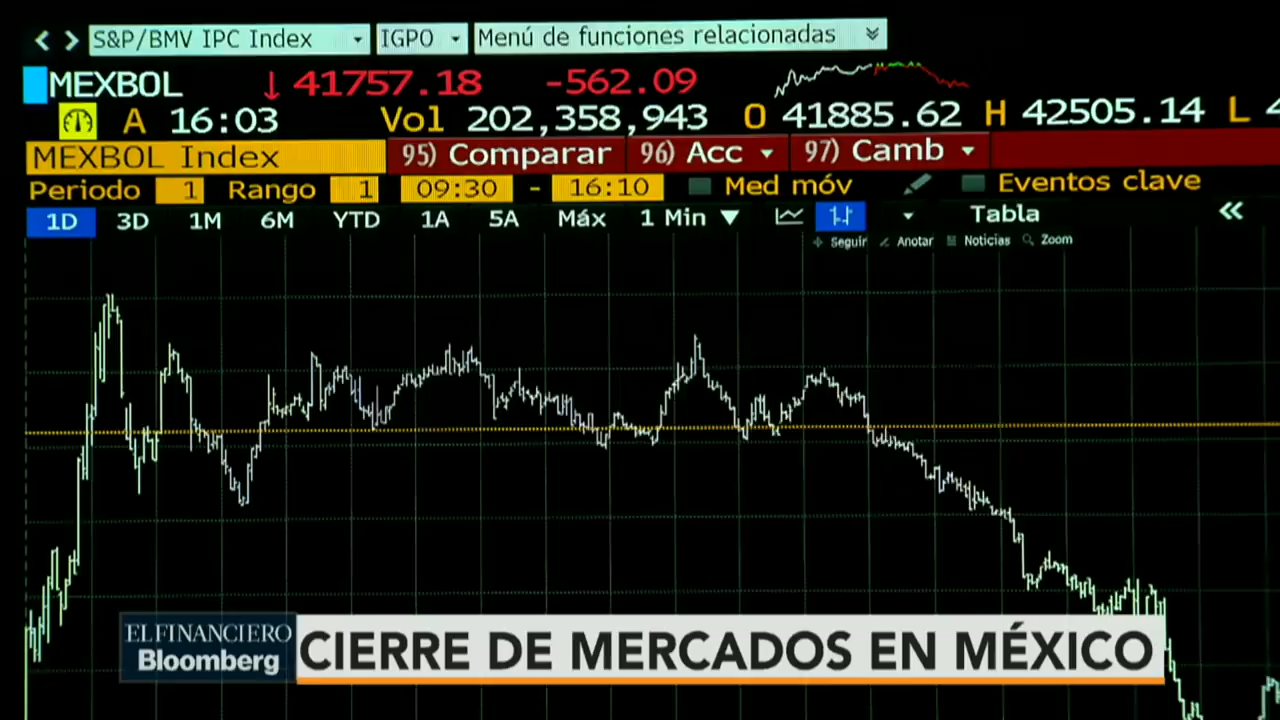 S&P/BMV IPC Index IGPO Menú de funciones relacionadas
MEXBOL ↓ 41757.18 -562.09
A 16:03 Vol 202,358,943 O 41885.62 H 42505.14 L
MEXBOL Index 95) Comparar 96) Acc 97) Camb
Periodo 1 Rango 1 09:30 - 16:10 Med móv Eventos clave
1D 3D 1M 6M YTD 1A 5A Máx 1 Min Tabla
Seguir Anotar Noticias Zoom
EL FINANCIERO
Bloomberg
CIERRE DE MERCADOS EN MÉXICO